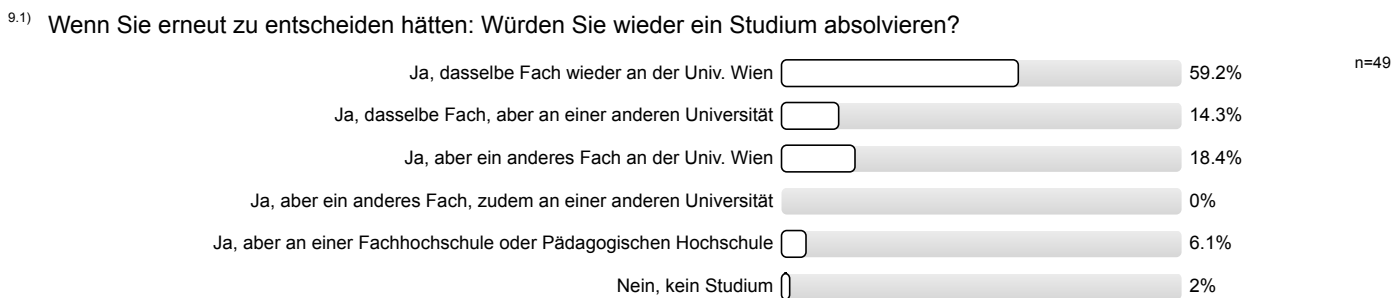 9.1) Wenn Sie erneut zu entscheiden hätten: Würden Sie wieder ein Studium absolvieren?
Ja, dasselbe Fach wieder an der Univ. Wien 59.2% n=49
Ja, dasselbe Fach, aber an einer anderen Universität 14.3%
Ja, aber ein anderes Fach an der Univ. Wien 18.4%
Ja, aber ein anderes Fach, zudem an einer anderen Universität 0%
Ja, aber an einer Fachhochschule oder Pädagogischen Hochschule 6.1%
Nein, kein Studium 2%